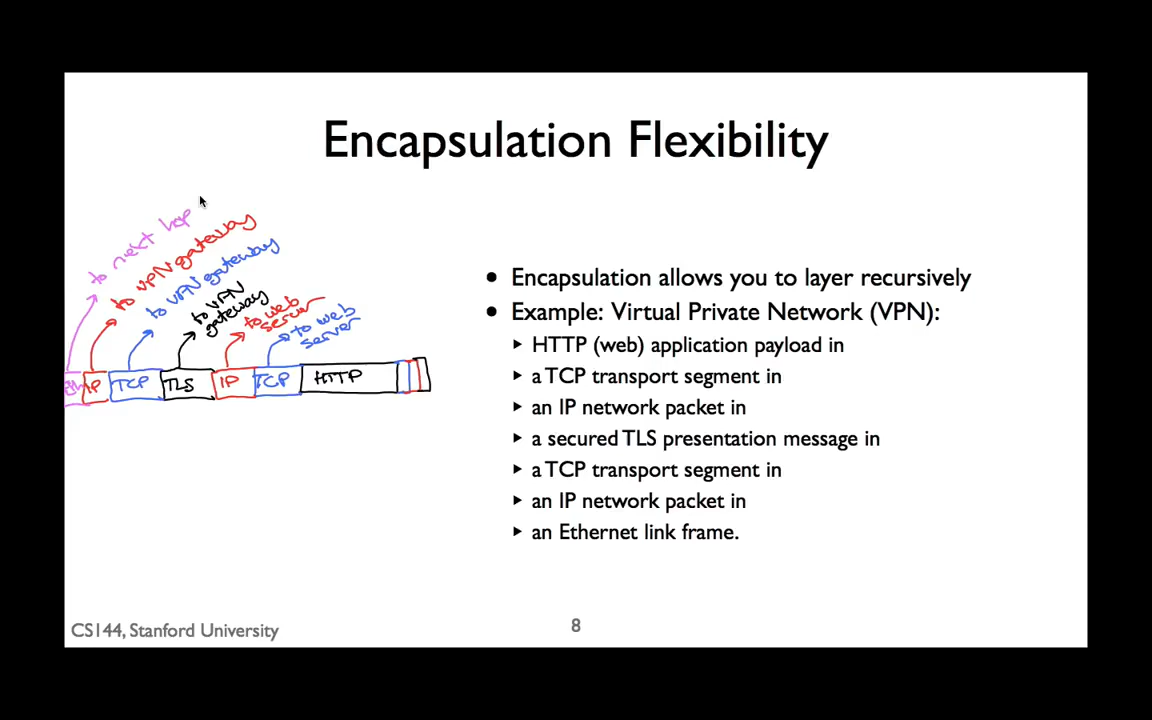 Encapsulation Flexibility
to next hop
to VPN gateway
to VPN gateway
to VPN
gateway
to web
server
to web
server
Eth IP TCP TLS IP TCP HTTP
• Encapsulation allows you to layer recursively
• Example: Virtual Private Network (VPN):
‣ HTTP (web) application payload in
‣ a TCP transport segment in
‣ an IP network packet in
‣ a secured TLS presentation message in
‣ a TCP transport segment in
‣ an IP network packet in
‣ an Ethernet link frame.
CS144, Stanford University
8